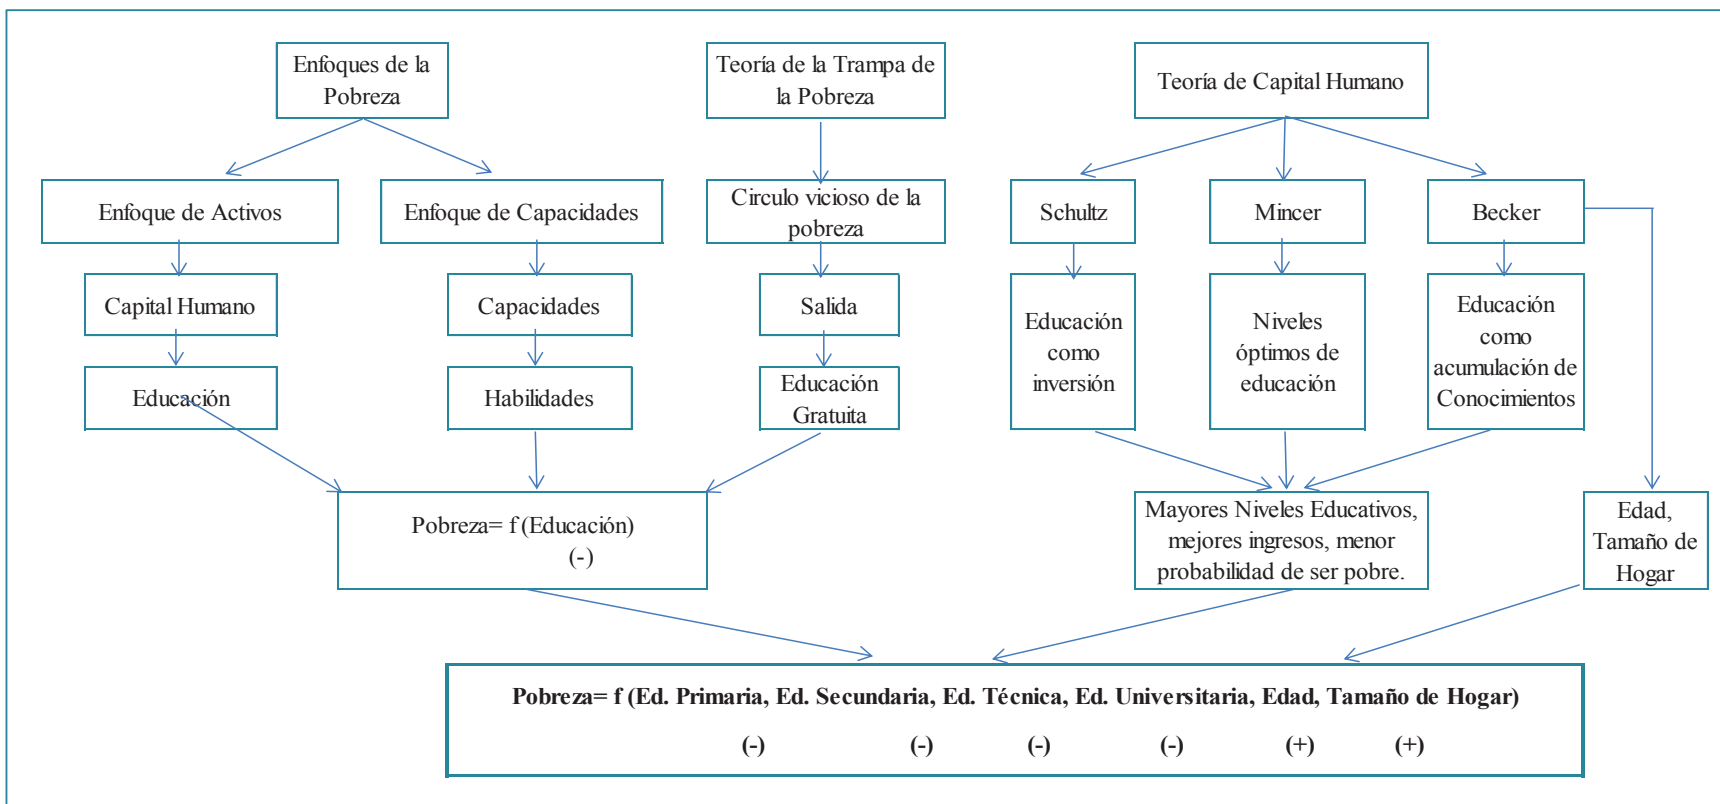 Enfoques de la
Pobreza
Teoría de la Trampa de
la Pobreza
Teoría de Capital Humano
Enfoque de Activos
Enfoque de Capacidades
Circulo vicioso de la
pobreza
Schultz
Mincer
Becker
Capital Humano
Capacidades
Salida
Educación
como
inversión
Niveles
óptimos de
educación
Educación
como
acumulación de
Conocimientos
Educación
Habilidades
Educación
Gratuita
Pobreza= f (Educación)
(-)
Mayores Niveles Educativos,
mejores ingresos, menor
probabilidad de ser pobre.
Edad,
Tamaño de
Hogar
Pobreza= f (Ed. Primaria, Ed. Secundaria, Ed. Técnica, Ed. Universitaria, Edad, Tamaño de Hogar)
(-) (-) (-) (-) (+) (+)